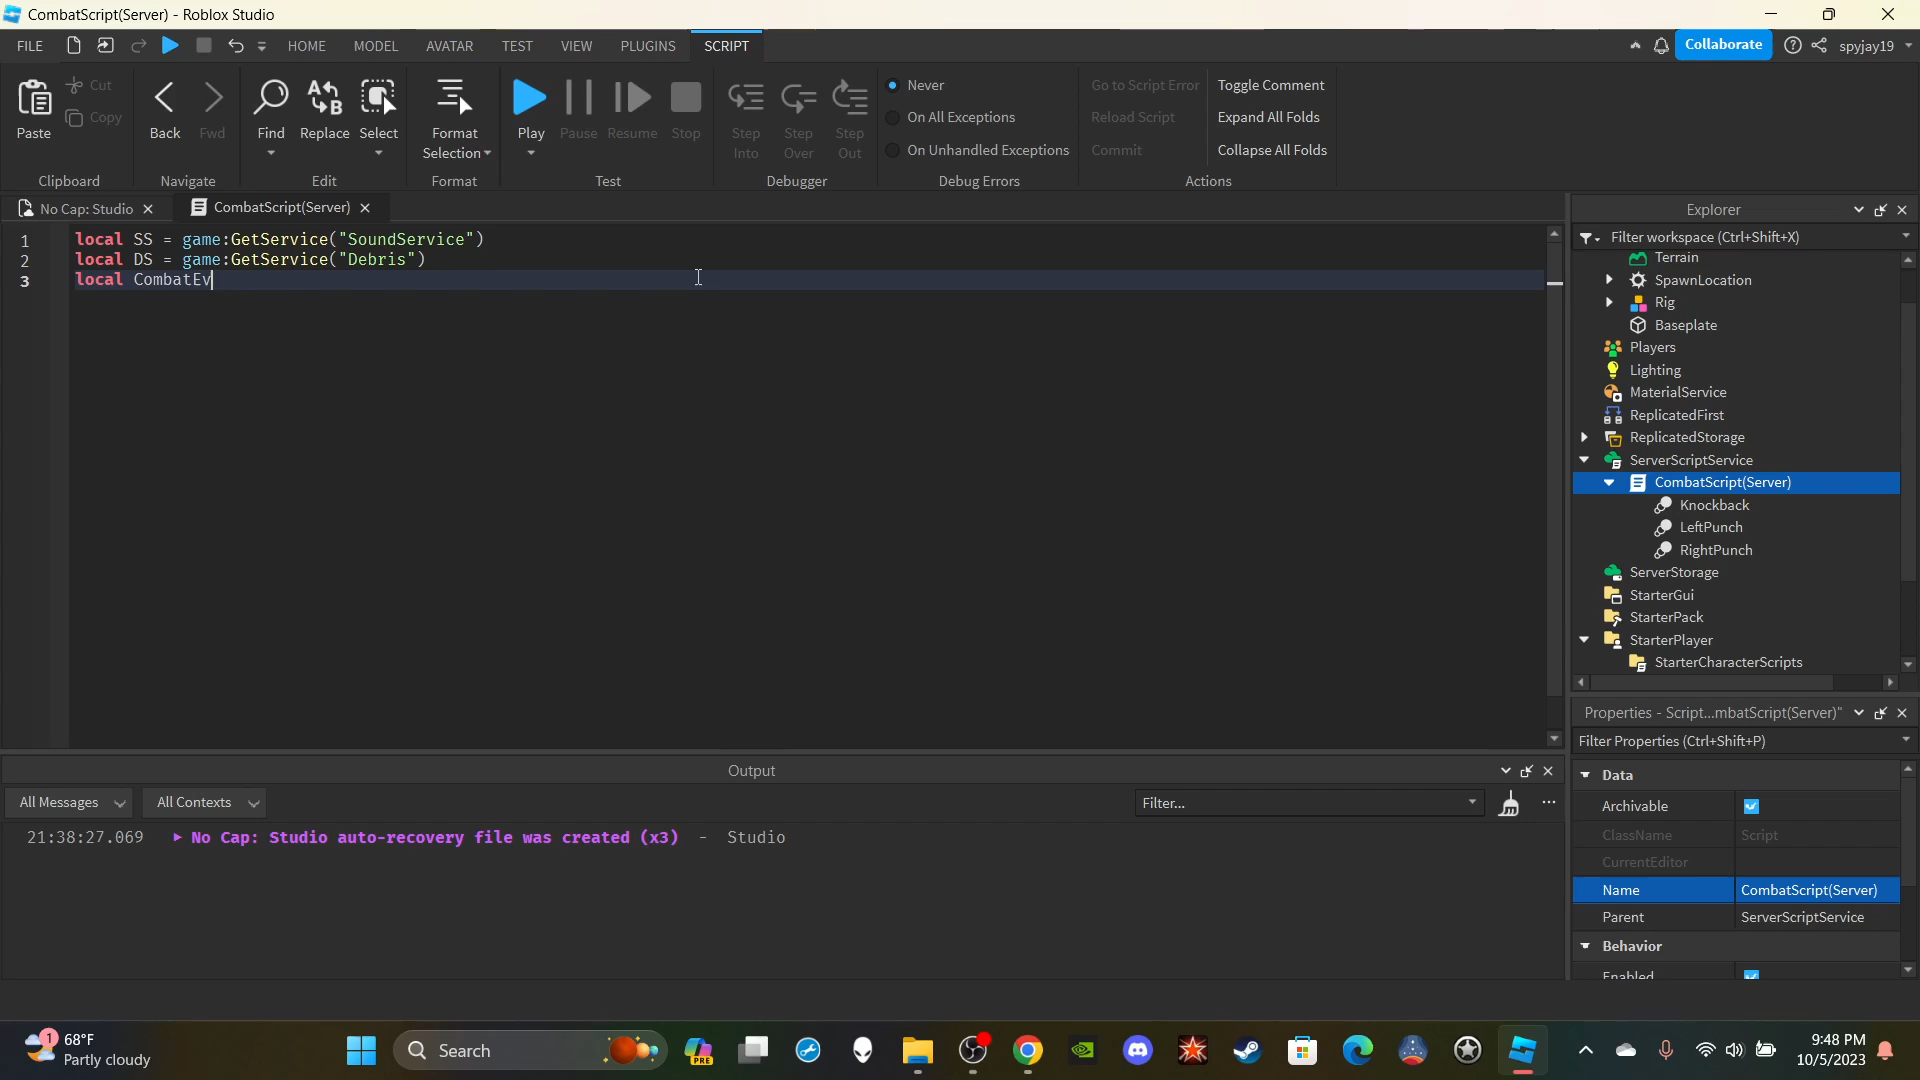 CombatScript(Server) - Roblox Studio
FILE HOME MODEL AVATAR TEST VIEW PLUGINS SCRIPT Collaborate spyjay19
Paste Cut Copy Back Fwd Find Replace Select Format Selection Play Pause Resume Stop Step Into Step Over Step Out
Never
On All Exceptions
On Unhandled Exceptions
Go to Script Error
Reload Script
Commit
Toggle Comment
Expand All Folds
Collapse All Folds
Clipboard Navigate Edit Format Test Debugger Debug Errors Actions
No Cap: Studio CombatScript(Server)
1 local SS = game:GetService("SoundService")
2 local DS = game:GetService("Debris")
3 local CombatEv
Explorer
Filter workspace (Ctrl+Shift+X)
Terrain
SpawnLocation
Rig
Baseplate
Players
Lighting
MaterialService
ReplicatedFirst
ReplicatedStorage
ServerScriptService
CombatScript(Server)
Knockback
LeftPunch
RightPunch
ServerStorage
StarterGui
StarterPack
StarterPlayer
StarterCharacterScripts
Properties - Script...mbatScript(Server)"
Filter Properties (Ctrl+Shift+P)
Data
Archivable
ClassName Script
CurrentEditor
Name CombatScript(Server)
Parent ServerScriptService
Behavior
Enabled
Output
All Messages All Contexts Filter...
21:38:27.069 No Cap: Studio auto-recovery file was created (x3) - Studio
1 68°F
Partly cloudy
Search
PRE
9:48 PM
10/5/2023